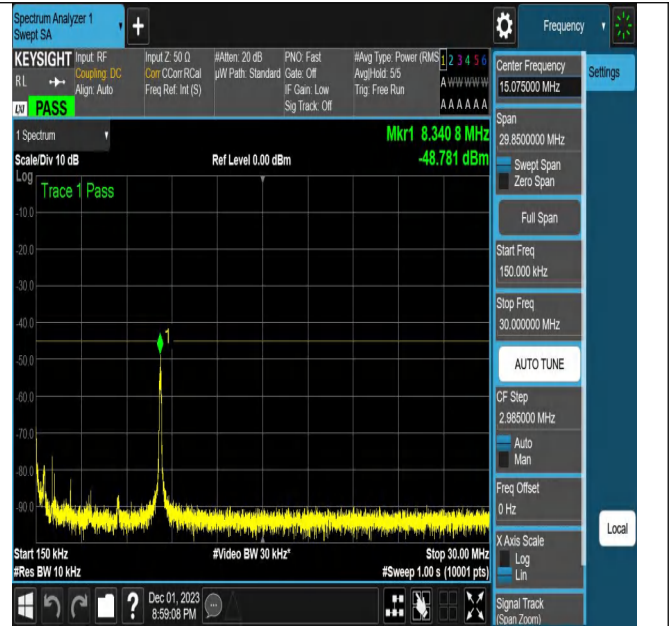 Spectrum Analyzer 1
Swept SA
+
Frequency
KEYSIGHT
RL
LXI PASS
Input: RF
Coupling: DC
Align: Auto
Input Z: 50 Ω
Corr CCorr RCal
Freq Ref: Int (S)
#Atten: 20 dB
µW Path: Standard
PNO: Fast
Gate: Off
IF Gain: Low
Sig Track: Off
#Avg Type: Power (RMS
Avg|Hold: 5/5
Trig: Free Run
1 2 3 4 5 6
A W W W W W
A A A A A A
1 Spectrum
Scale/Div 10 dB
Ref Level 0.00 dBm
Mkr1 8.340 8 MHz
-48.781 dBm
Log
Trace 1 Pass
-10.0
-20.0
-30.0
-40.0
1
-50.0
-60.0
-70.0
-80.0
-90.0
Start 150 kHz
#Video BW 30 kHz*
Stop 30.00 MHz
#Res BW 10 kHz
#Sweep 1.00 s (10001 pts)
?
Dec 01, 2023
8:59:08 PM
Center Frequency
15.075000 MHz
Settings
Span
29.8500000 MHz
Swept Span
Zero Span
Full Span
Start Freq
150.000 kHz
Stop Freq
30.000000 MHz
AUTO TUNE
CF Step
2.985000 MHz
Auto
Man
Freq Offset
0 Hz
X Axis Scale
Log
Lin
Signal Track
(Span Zoom)
Local